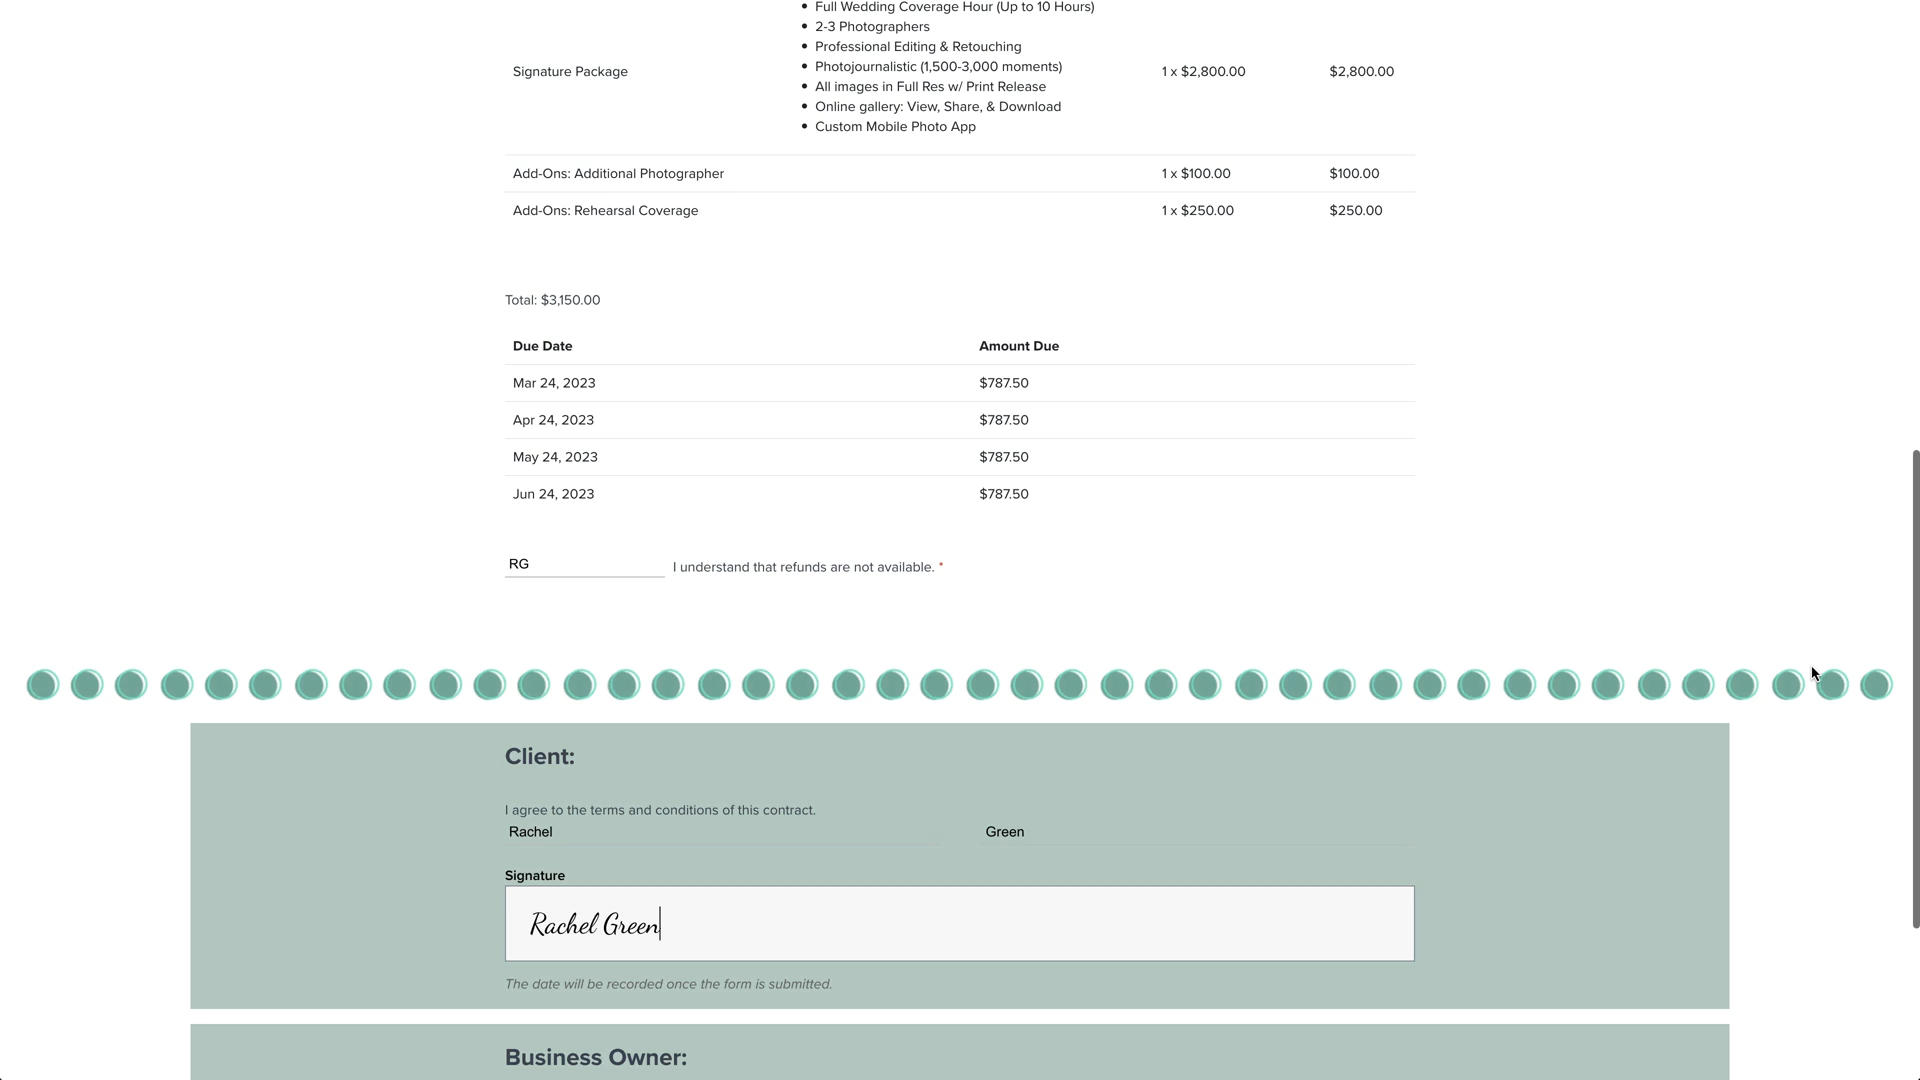 Full Wedding Coverage Hour (Up to 10 Hours)
2-3 Photographers
Professional Editing & Retouching
Photojournalistic (1,500-3,000 moments)
Signature Package 1 x $2,800.00 $2,800.00
All images in Full Res w/ Print Release
Online gallery: View, Share, & Download
Custom Mobile Photo App
Add-Ons: Additional Photographer 1 x $100.00 $100.00
Add-Ons: Rehearsal Coverage 1 x $250.00 $250.00
Total: $3,150.00
Due Date Amount Due
Mar 24, 2023 $787.50
Apr 24, 2023 $787.50
May 24, 2023 $787.50
Jun 24, 2023 $787.50
RG I understand that refunds are not available. *
Client:
I agree to the terms and conditions of this contract.
Rachel Green
Signature
Rachel Green
The date will be recorded once the form is submitted.
Business Owner: